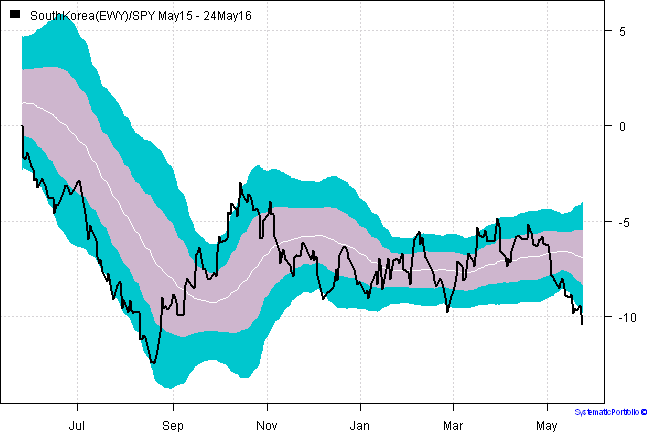 SouthKorea(EWY)/SPY May15 - 24May16
5
0
-5
-10
Jul Sep Nov Jan Mar May
SystematicPortfolio ©